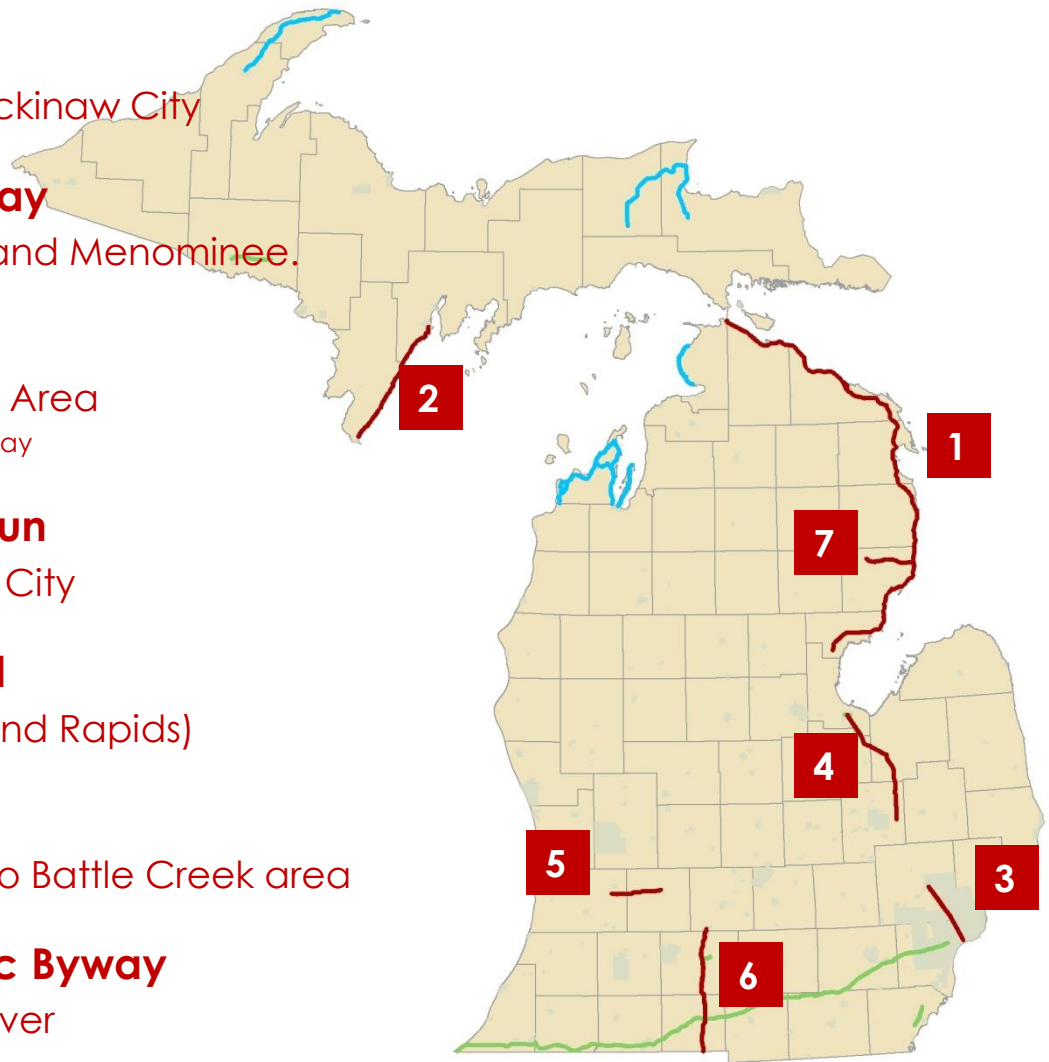 ckinaw City
ay
and Menominee.
Area
ay
un
City
nd Rapids)
o Battle Creek area
c Byway
ver
2
1
7
4
5
3
6